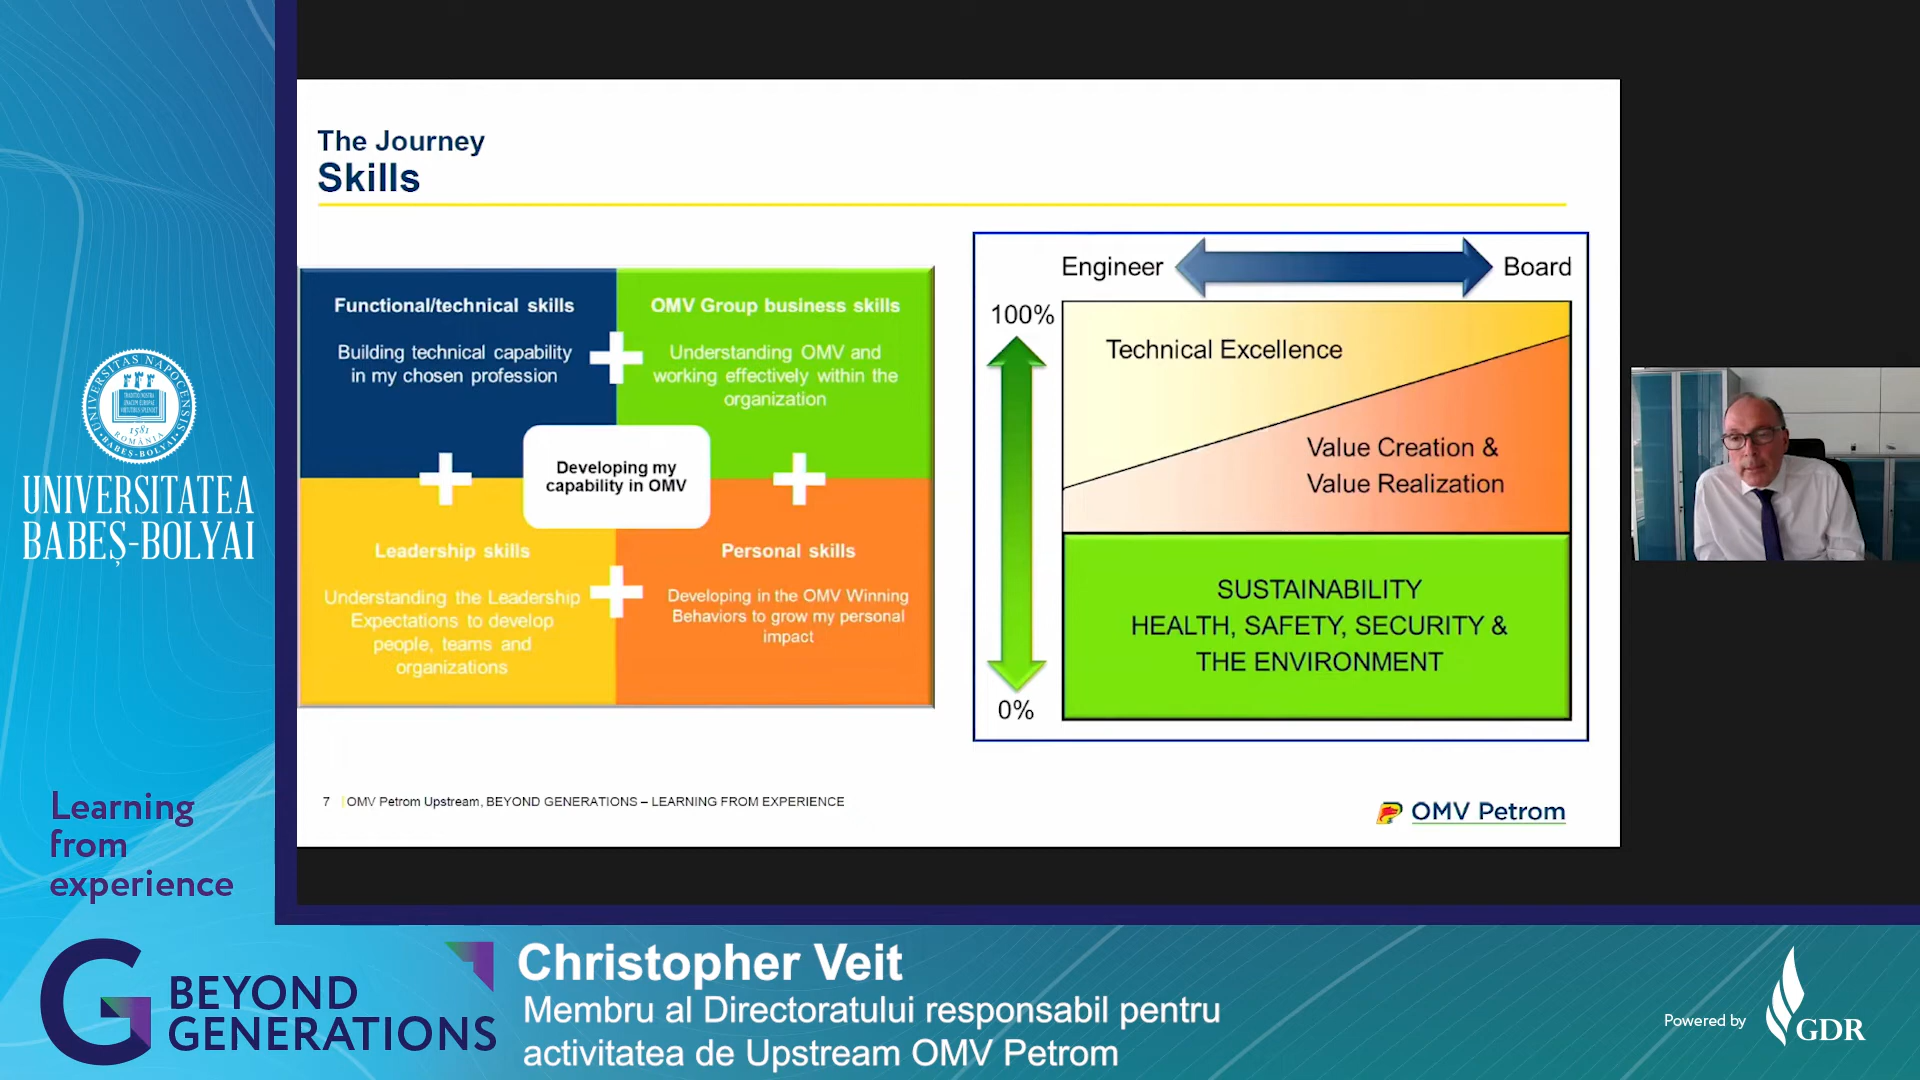 The Journey
Skills
Functional/technical skills
Building technical capability
in my chosen profession
OMV Group business skills
Understanding OMV and
working effectively within the
organization
Developing my
capability in OMV
Leadership skills
Understanding the Leadership
Expectations to develop
people, teams and
organizations
Personal skills
Developing in the OMV Winning
Behaviors to grow my personal
impact
Engineer
Board
100%
Technical Excellence
Value Creation &
Value Realization
SUSTAINABILITY
HEALTH, SAFETY, SECURITY &
THE ENVIRONMENT
0%
7 | OMV Petrom Upstream, BEYOND GENERATIONS – LEARNING FROM EXPERIENCE
OMV Petrom
1581
UNIVERSITATEA
BABEȘ-BOLYAI
Learning
from
experience
BEYOND
GENERATIONS
Christopher Veit
Membru al Directoratului responsabil pentru
activitatea de Upstream OMV Petrom
Powered by
GDR